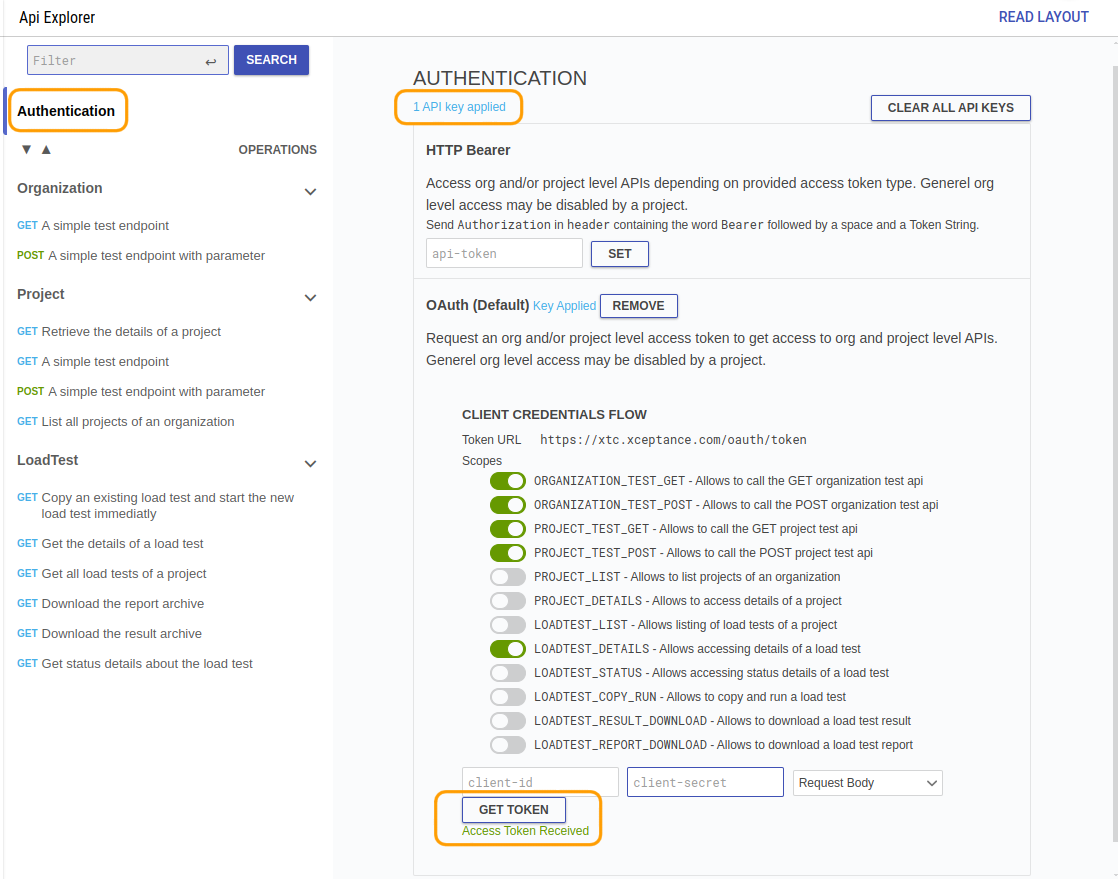 Api Explorer
READ LAYOUT
Filter
SEARCH
Authentication
OPERATIONS
Organization
GET A simple test endpoint
POST A simple test endpoint with parameter
Project
GET Retrieve the details of a project
GET A simple test endpoint
POST A simple test endpoint with parameter
GET List all projects of an organization
LoadTest
GET Copy an existing load test and start the new
load test immediatly
GET Get the details of a load test
GET Get all load tests of a project
GET Download the report archive
GET Download the result archive
GET Get status details about the load test
AUTHENTICATION
1 API key applied
CLEAR ALL API KEYS
HTTP Bearer
Access org and/or project level APIs depending on provided access token type. Generel org
level access may be disabled by a project.
Send Authorization in header containing the word Bearer followed by a space and a Token String.
api-token
SET
OAuth (Default) Key Applied REMOVE
Request an org and/or project level access token to get access to org and project level APIs.
Generel org level access may be disabled by a project.
CLIENT CREDENTIALS FLOW
Token URL https://xtc.xceptance.com/oauth/token
Scopes
ORGANIZATION_TEST_GET - Allows to call the GET organization test api
ORGANIZATION_TEST_POST - Allows to call the POST organization test api
PROJECT_TEST_GET - Allows to call the GET project test api
PROJECT_TEST_POST - Allows to call the POST project test api
PROJECT_LIST - Allows to list projects of an organization
PROJECT_DETAILS - Allows to access details of a project
LOADTEST_LIST - Allows listing of load tests of a project
LOADTEST_DETAILS - Allows accessing details of a load test
LOADTEST_STATUS - Allows accessing status details of a load test
LOADTEST_COPY_RUN - Allows to copy and run a load test
LOADTEST_RESULT_DOWNLOAD - Allows to download a load test result
LOADTEST_REPORT_DOWNLOAD - Allows to download a load test report
client-id
client-secret
Request Body
GET TOKEN
Access Token Received